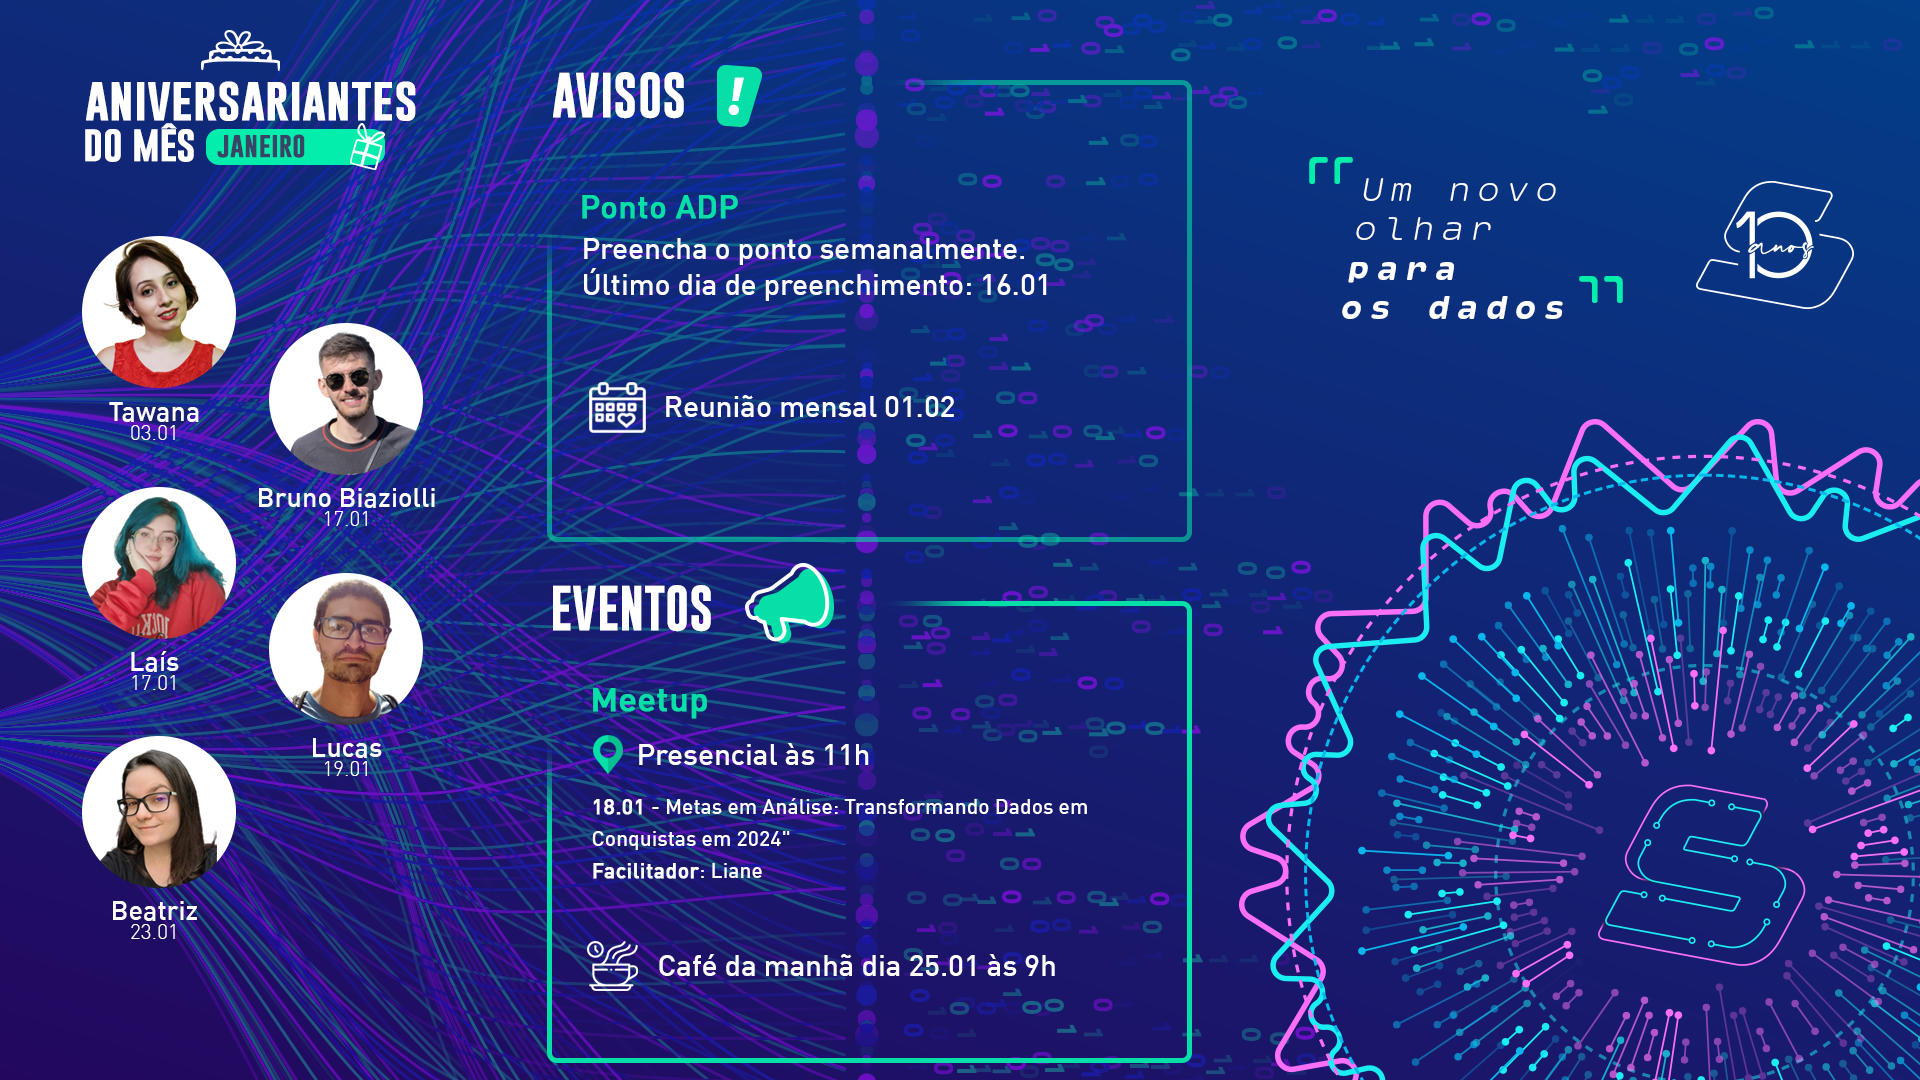 ANIVERSARIANTES
DO MÊS JANEIRO
Tawana
03.01
Bruno Biaziolli
17.01
Laís
17.01
Lucas
19.01
Beatriz
23.01
AVISOS !
Ponto ADP
Preencha o ponto semanalmente.
Último dia de preenchimento: 16.01
Reunião mensal 01.02
EVENTOS
Meetup
Presencial às 11h
18.01 - Metas em Análise: Transformando Dados em
Conquistas em 2024"
Facilitador: Liane
Café da manhã dia 25.01 às 9h
Um novo
olhar
para
os dados
10
anos